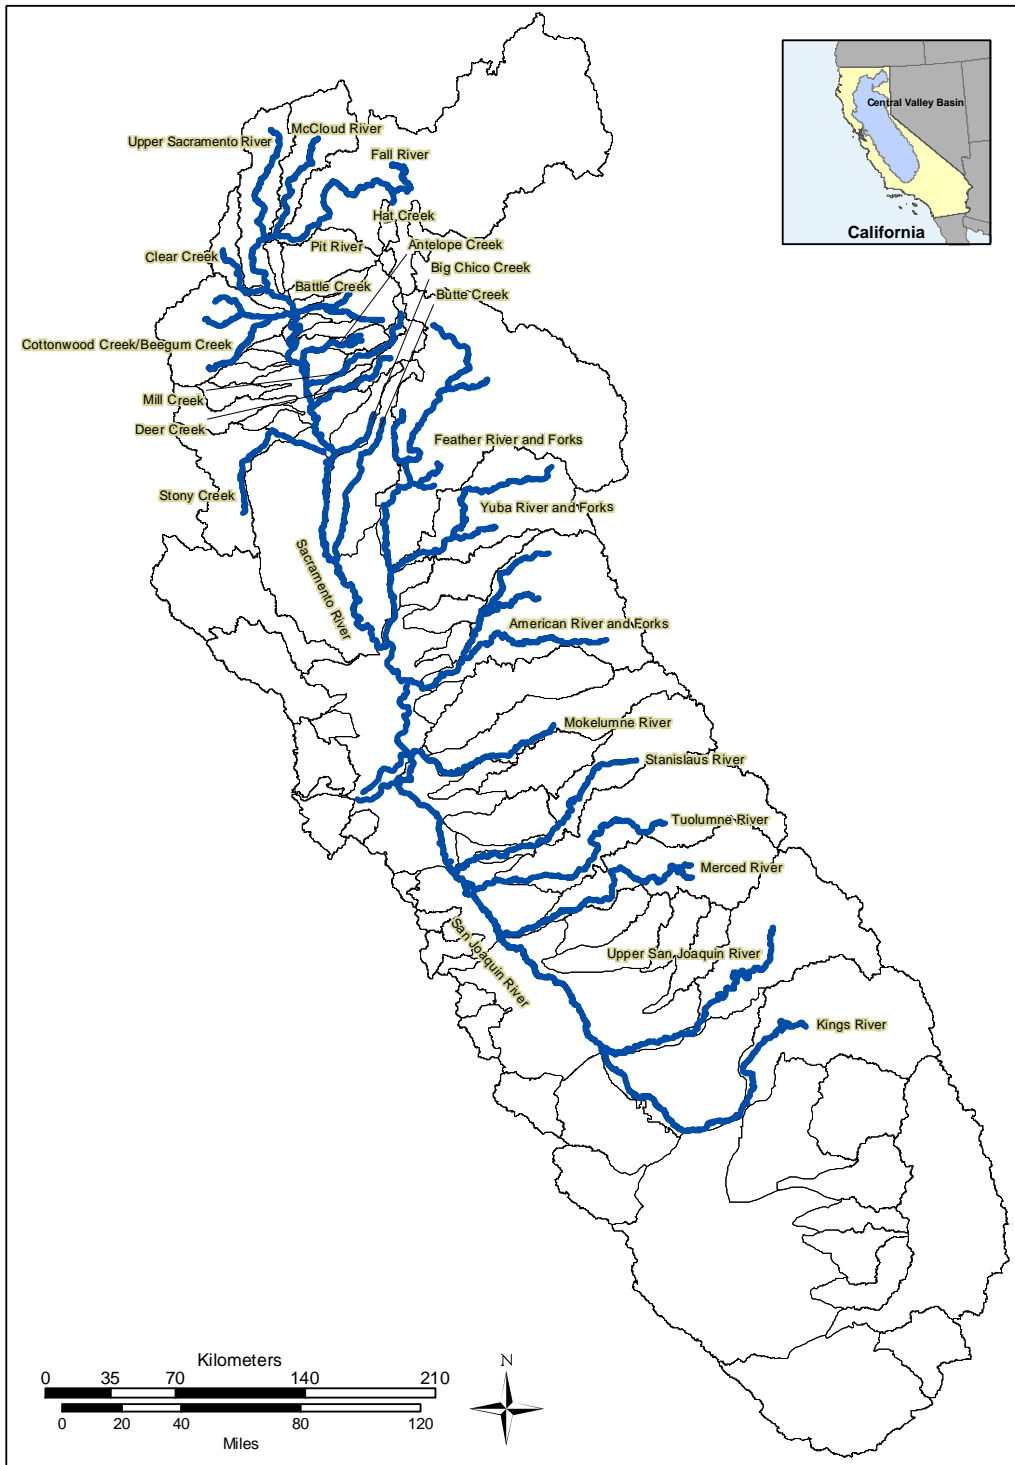 Central Valley Basin
California
Upper Sacramento River
McCloud River
Fall River
Hat Creek
Pit River
Antelope Creek
Clear Creek
Big Chico Creek
Battle Creek
Butte Creek
Cottonwood Creek/Beegum Creek
Mill Creek
Deer Creek
Feather River and Forks
Stony Creek
Yuba River and Forks
Sacramento River
American River and Forks
Mokelumne River
Stanislaus River
Tuolumne River
Merced River
San Joaquin River
Upper San Joaquin River
Kings River
Kilometers
0 35 70 140 210
0 20 40 80 120
Miles
N